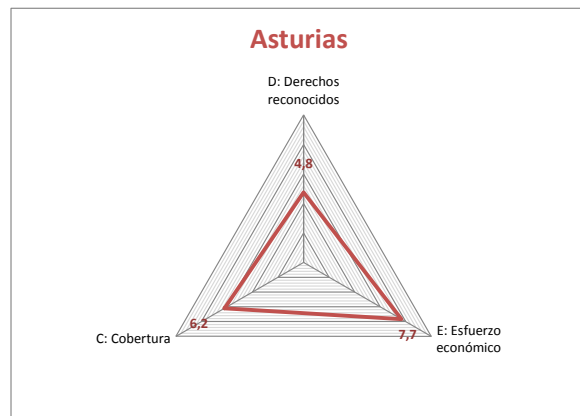 Asturias
D: Derechos
reconocidos
4,8
6,2
7,7
C: Cobertura
E: Esfuerzo
económico